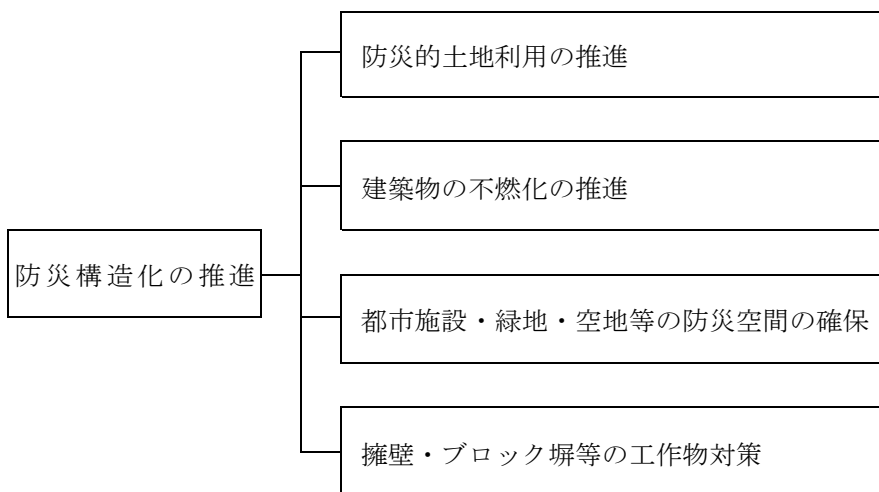 防災的土地利用の推進
建築物の不燃化の推進
防災構造化の推進
都市施設・緑地・空地等の防災空間の確保
擁壁・ブロック塀等の工作物対策